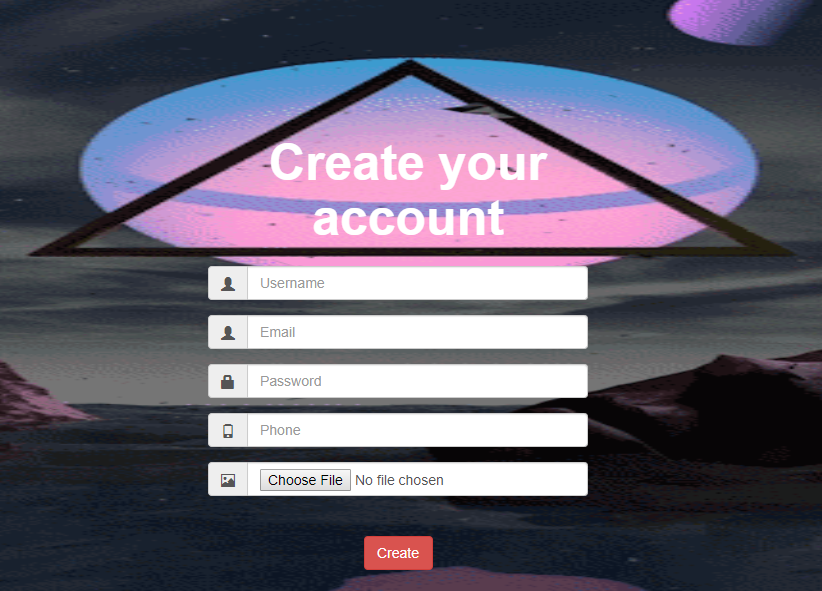 Create your
account
Username
Email
Password
Phone
Choose File No file chosen
Create